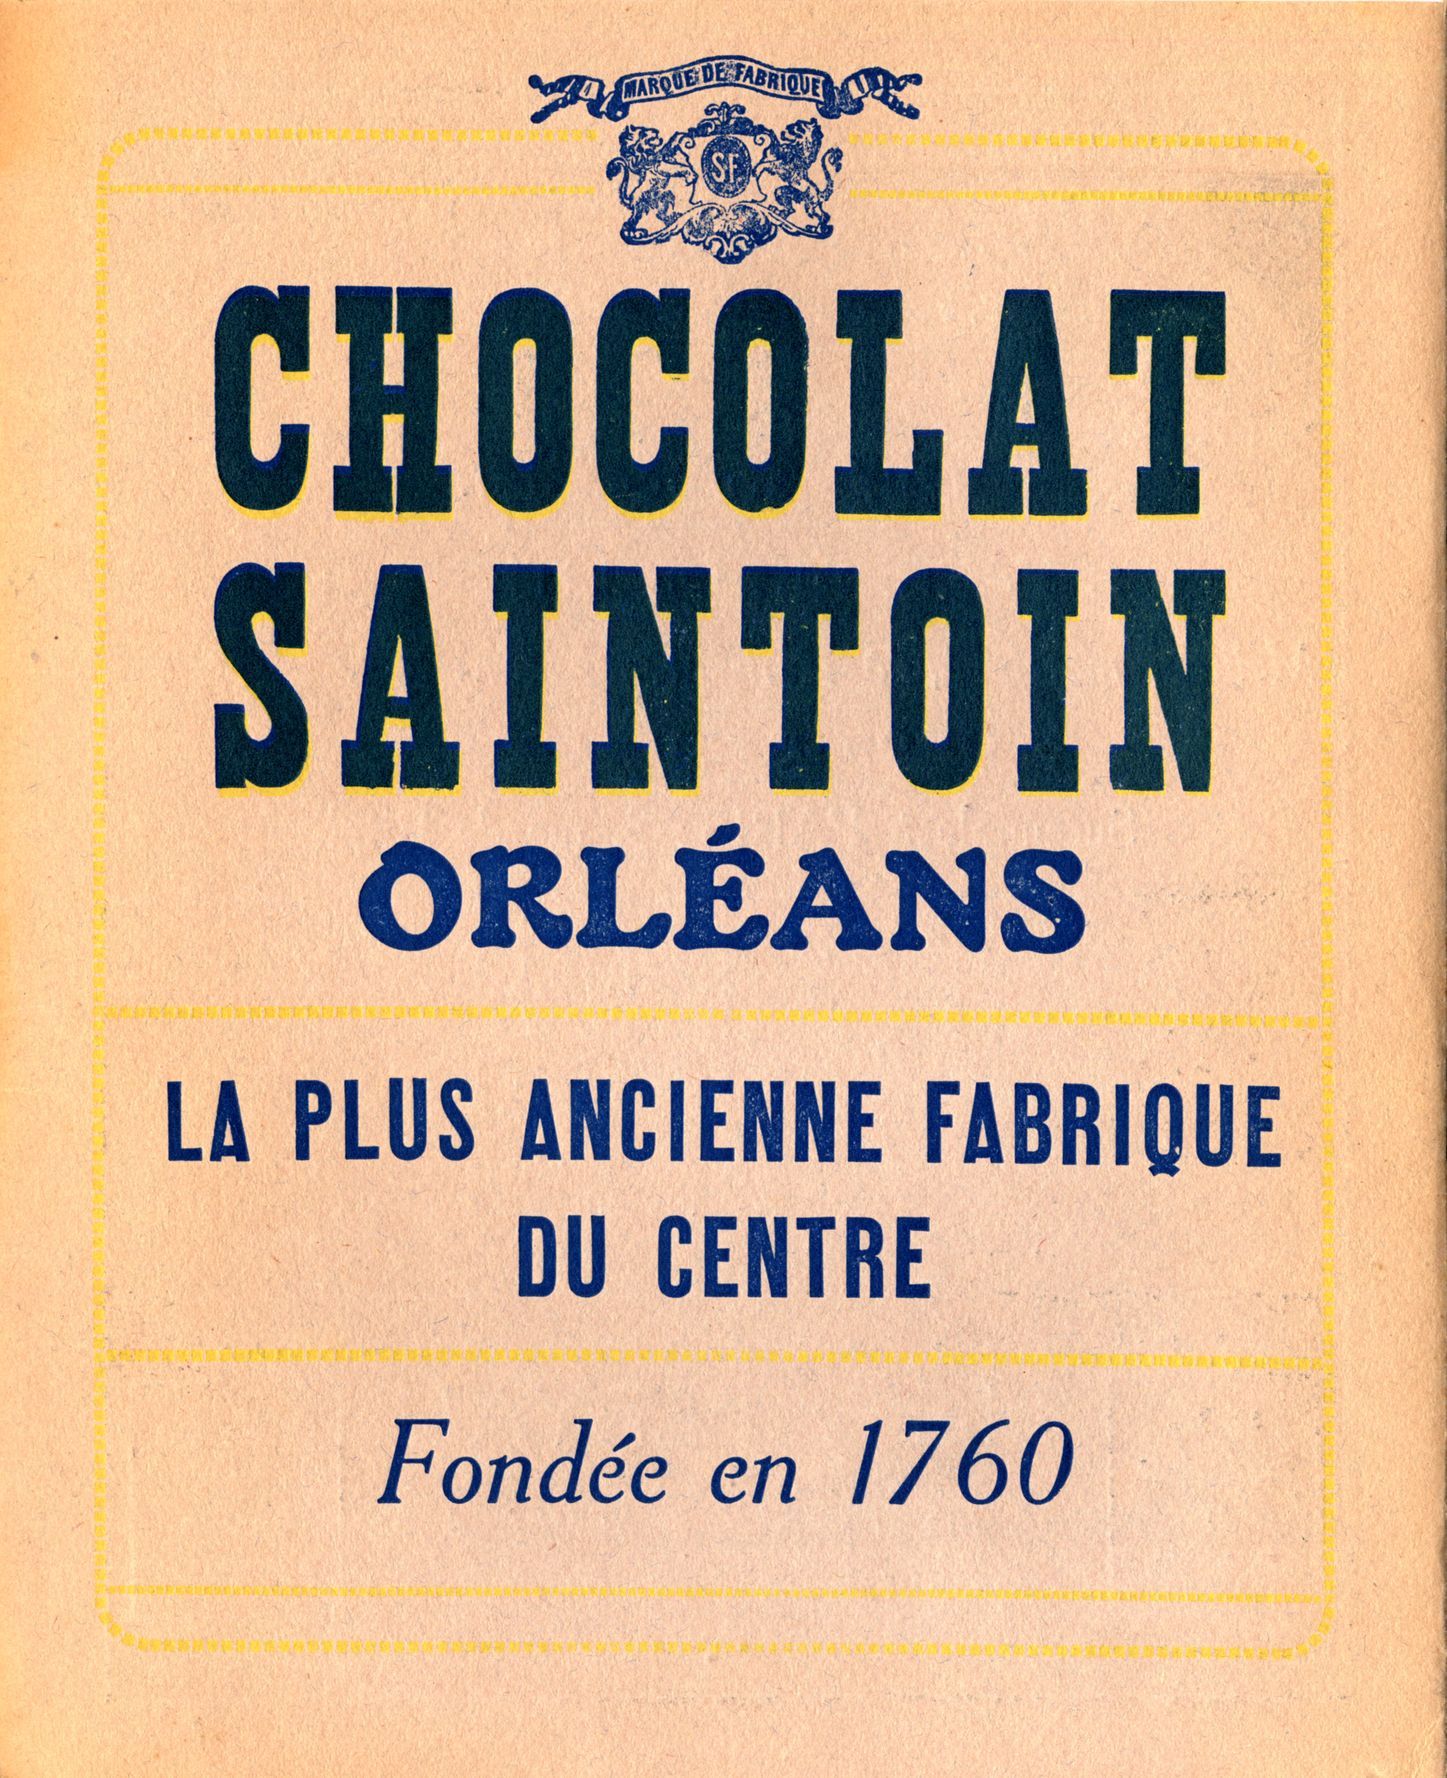 MARQUE DE FABRIQUE
SF
CHOCOLAT
SAINTOIN
ORLÉANS
LA PLUS ANCIENNE FABRIQUE
DU CENTRE
Fondée en 1760